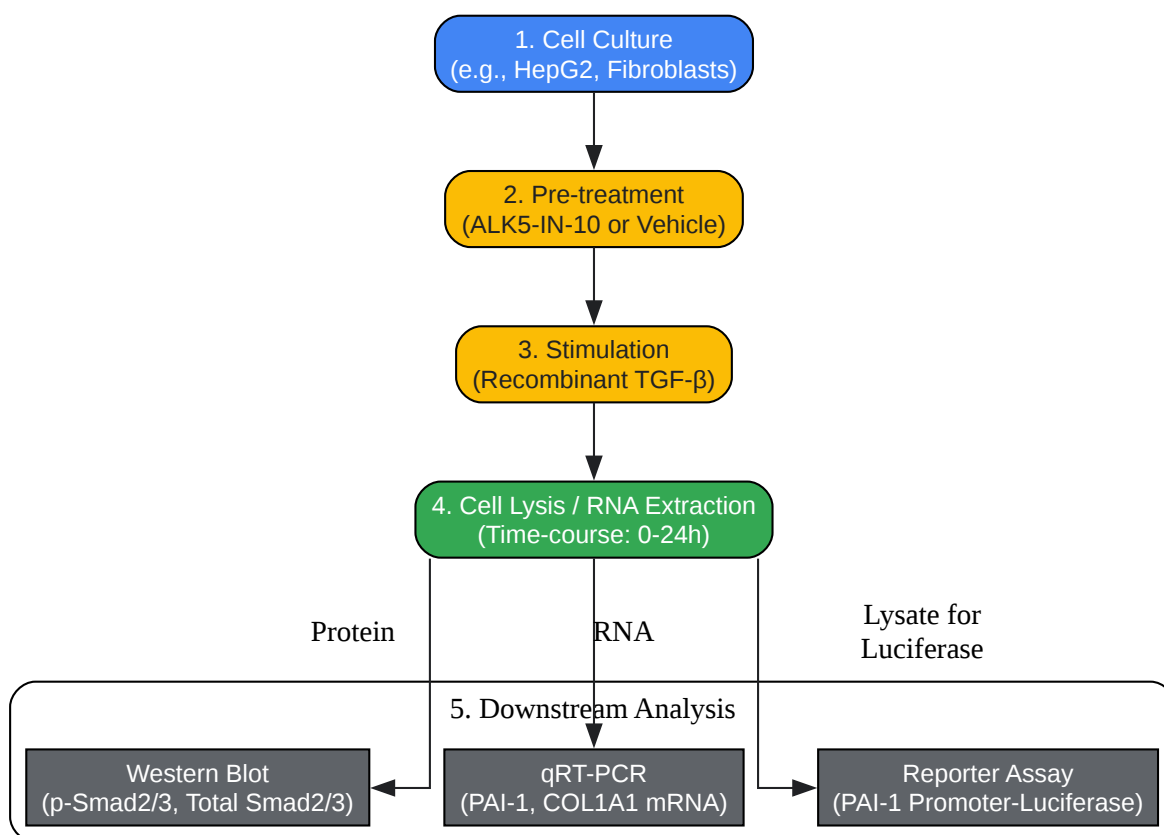 1. Cell Culture
(e.g., HepG2, Fibroblasts)
2. Pre-treatment
(ALK5-IN-10 or Vehicle)
3. Stimulation
(Recombinant TGF-β)
4. Cell Lysis / RNA Extraction
(Time-course: 0-24h)
Protein
RNA
Lysate for
Luciferase
5. Downstream Analysis
Western Blot
(p-Smad2/3, Total Smad2/3)
qRT-PCR
(PAI-1, COL1A1 mRNA)
Reporter Assay
(PAI-1 Promoter-Luciferase)